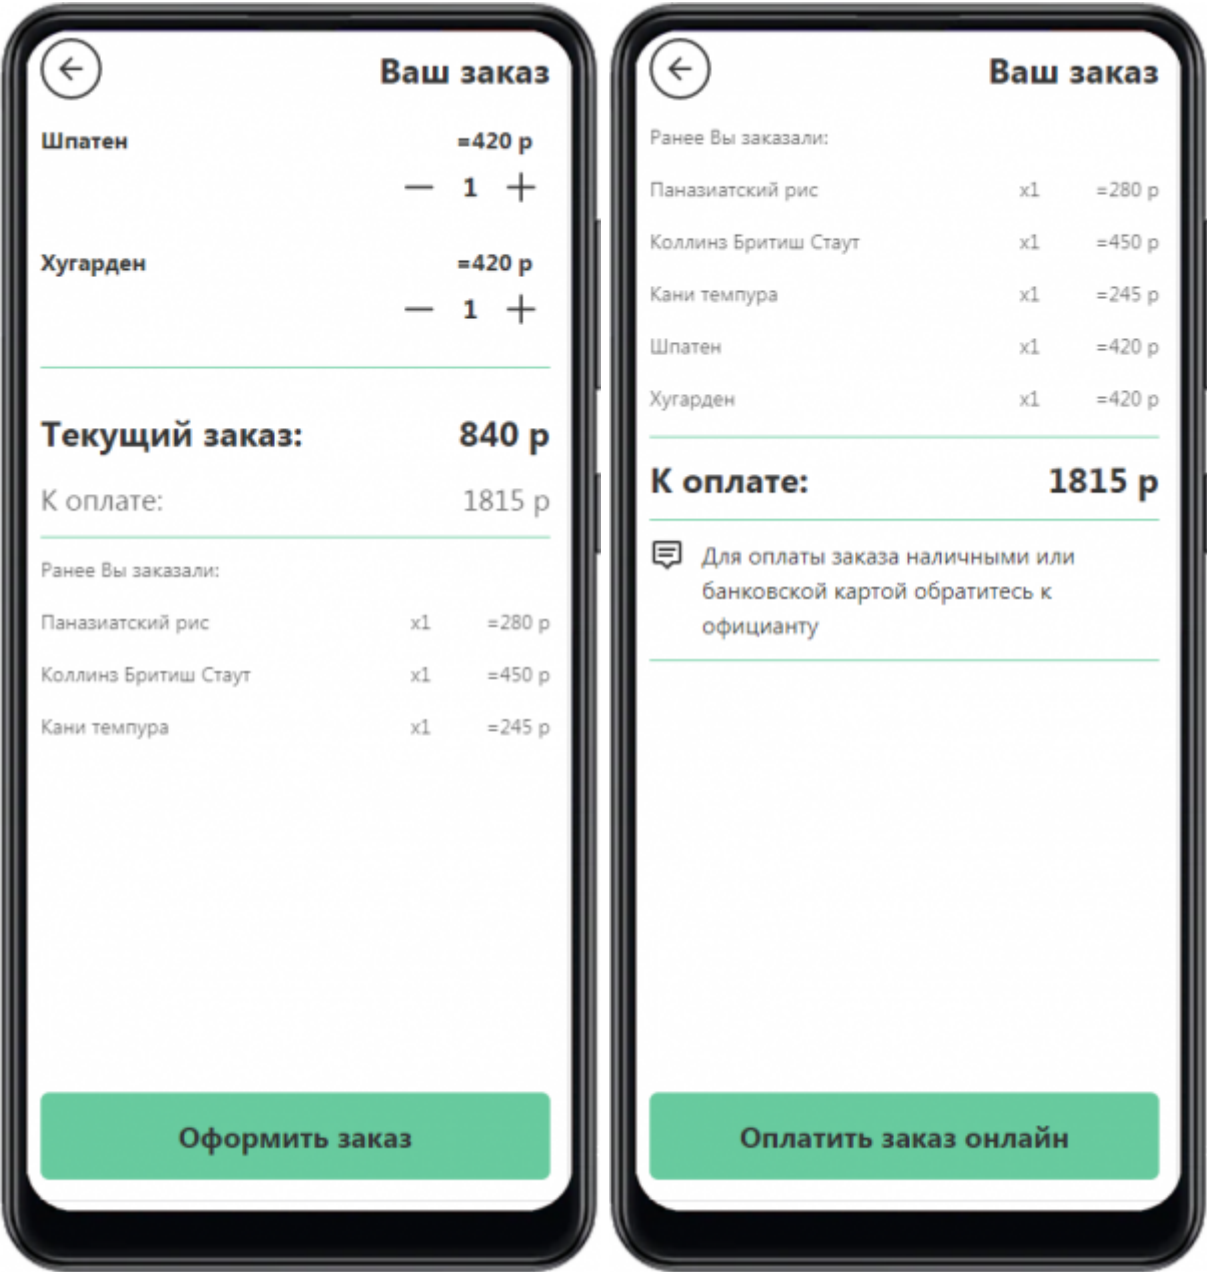 Ваш заказ
Шпатен =420 р
— 1 +
Хугарден =420 р
— 1 +
Текущий заказ: 840 р
К оплате: 1815 р
Ранее Вы заказали:
Паназиатский рис x1 =280 р
Коллинз Бритиш Стаут x1 =450 р
Кани темпура x1 =245 р
Оформить заказ
Ваш заказ
Ранее Вы заказали:
Паназиатский рис x1 =280 р
Коллинз Бритиш Стаут x1 =450 р
Кани темпура x1 =245 р
Шпатен x1 =420 р
Хугарден x1 =420 р
К оплате: 1815 р
Для оплаты заказа наличными или
банковской картой обратитесь к
официанту
Оплатить заказ онлайн